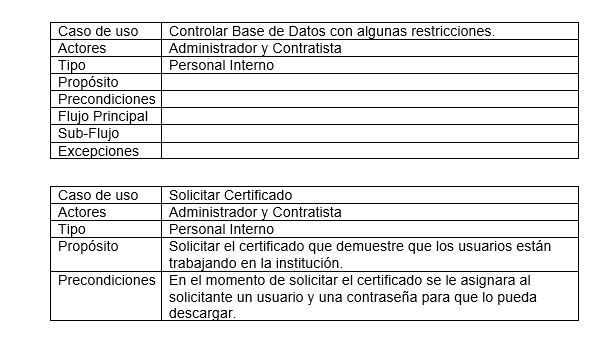 Caso de uso Controlar Base de Datos con algunas restricciones.
Actores Administrador y Contratista
Tipo Personal Interno
Propósito
Precondiciones
Flujo Principal
Sub-Flujo
Excepciones
Caso de uso Solicitar Certificado
Actores Administrador y Contratista
Tipo Personal Interno
Propósito Solicitar el certificado que demuestre que los usuarios están
trabajando en la institución.
Precondiciones En el momento de solicitar el certificado se le asignara al
solicitante un usuario y una contraseña para que lo pueda
descargar.